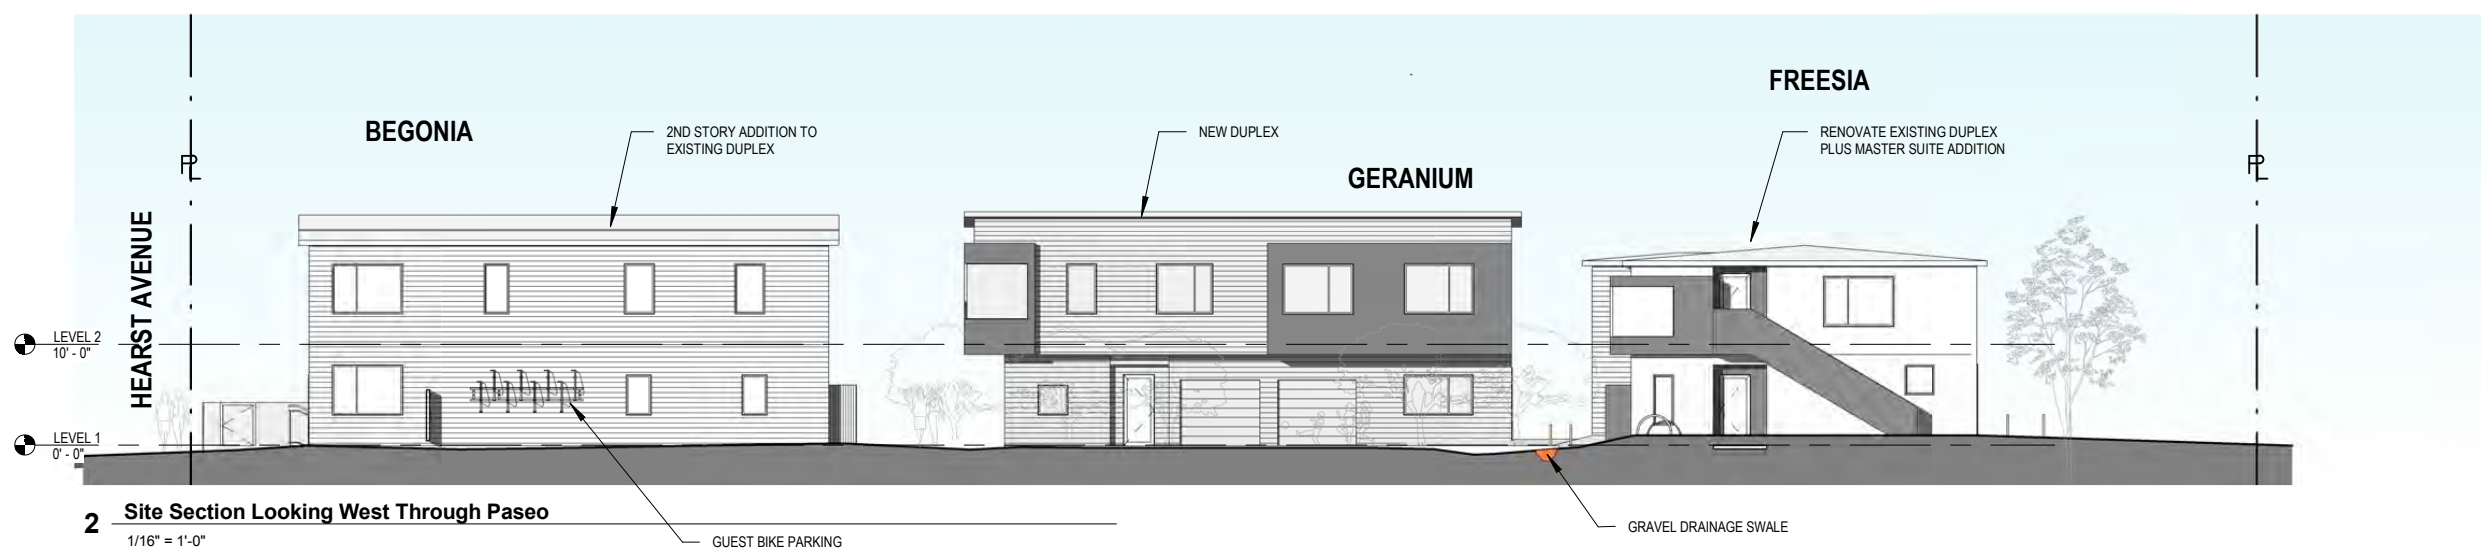 FREESIA
BEGONIA
2ND STORY ADDITION TO
EXISTING DUPLEX
NEW DUPLEX
RENOVATE EXISTING DUPLEX
PLUS MASTER SUITE ADDITION
PL
PL
GERANIUM
HEARST AVENUE
LEVEL 2
10' - 0"
LEVEL 1
0' - 0"
2 Site Section Looking West Through Paseo
1/16" = 1'-0"
GUEST BIKE PARKING
GRAVEL DRAINAGE SWALE